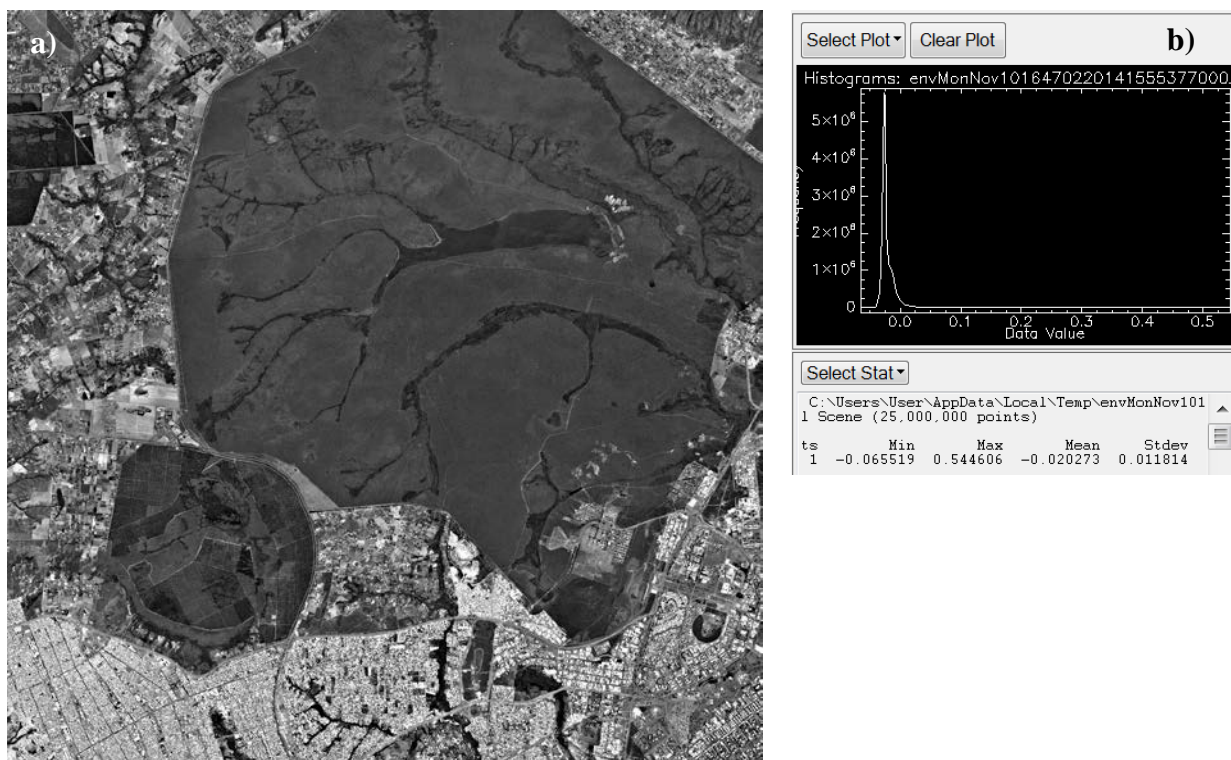 a)
Select Plot Clear Plot b)
Histograms: envMonNov10164702201415553770000.
Frequency
5×10⁶
4×10⁶
3×10⁶
2×10⁶
1×10⁶
0
0.0 0.1 0.2 0.3 0.4 0.5
Data Value
Select Stat
C:\Users\User\AppData\Local\Temp\envMonNov101
l Scene (25,000,000 points)
ts Min Max Mean Stdev
1 -0.065519 0.544606 -0.020273 0.011814